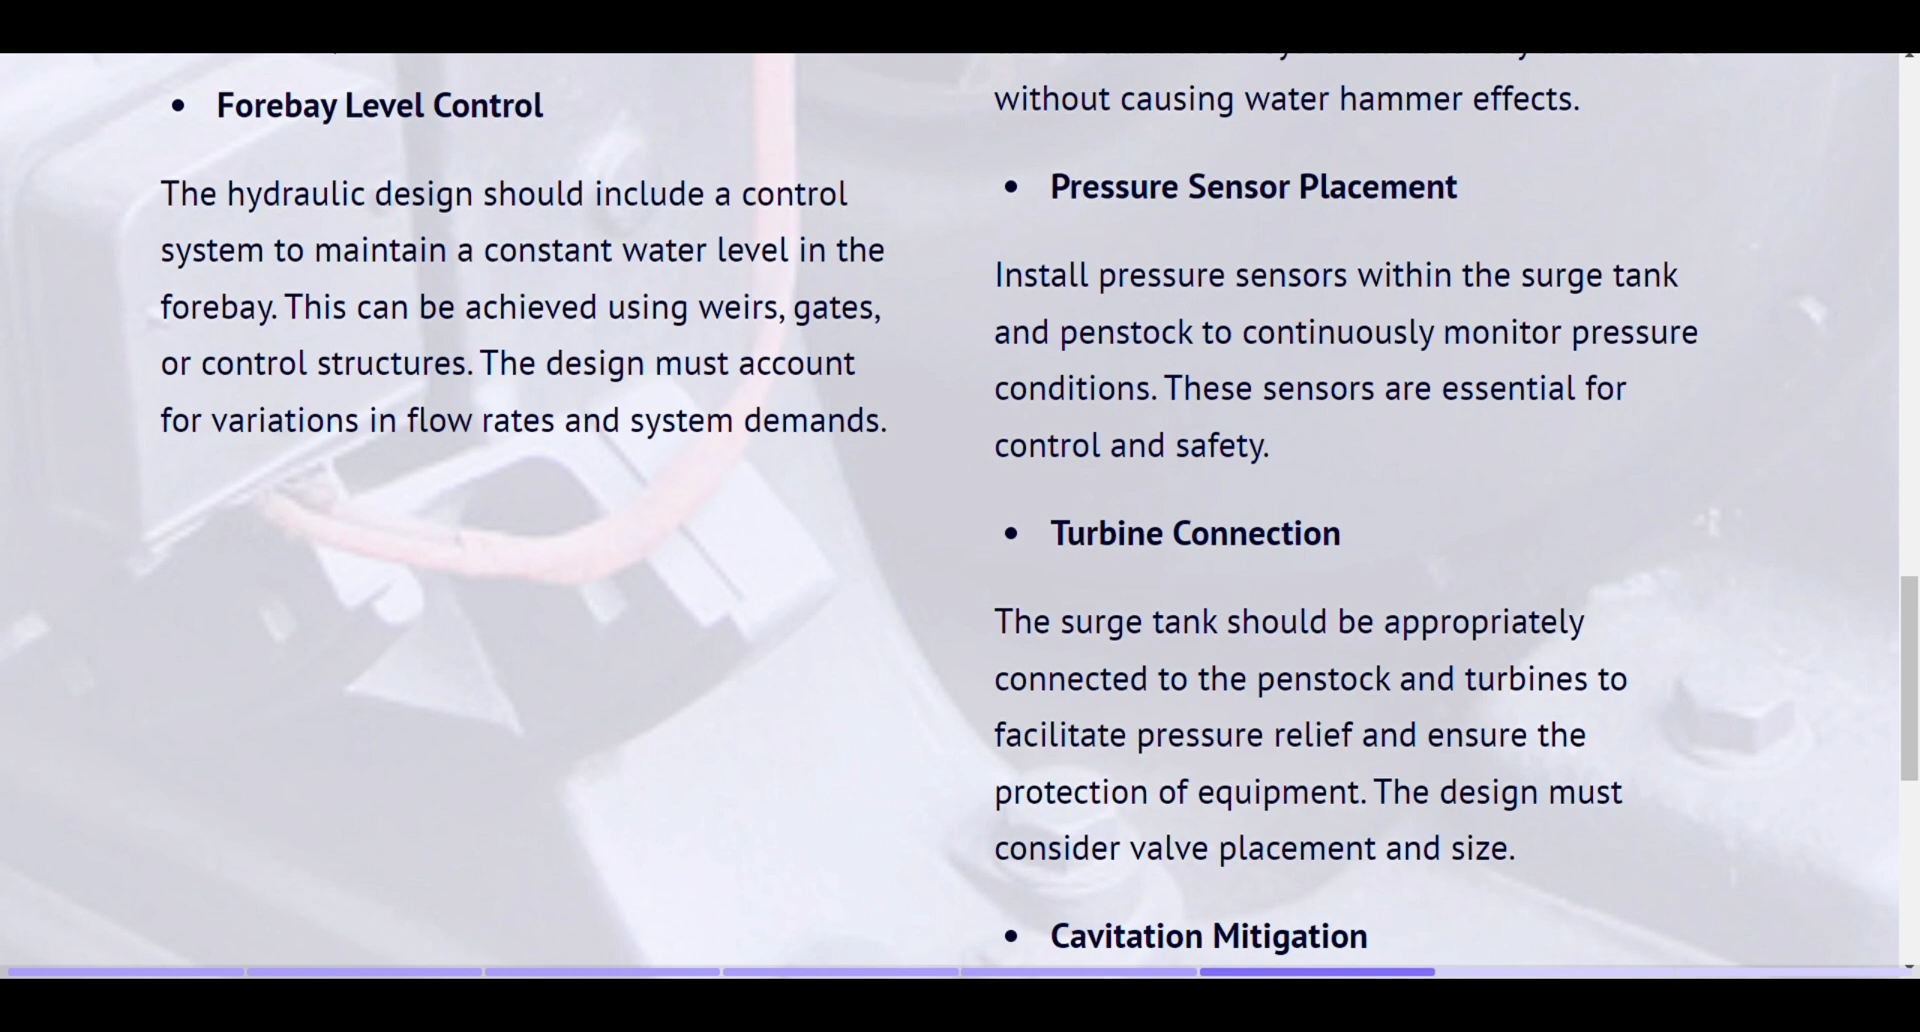 • Forebay Level Control
The hydraulic design should include a control
system to maintain a constant water level in the
forebay. This can be achieved using weirs, gates,
or control structures. The design must account
for variations in flow rates and system demands.
without causing water hammer effects.
• Pressure Sensor Placement
Install pressure sensors within the surge tank
and penstock to continuously monitor pressure
conditions. These sensors are essential for
control and safety.
• Turbine Connection
The surge tank should be appropriately
connected to the penstock and turbines to
facilitate pressure relief and ensure the
protection of equipment. The design must
consider valve placement and size.
• Cavitation Mitigation